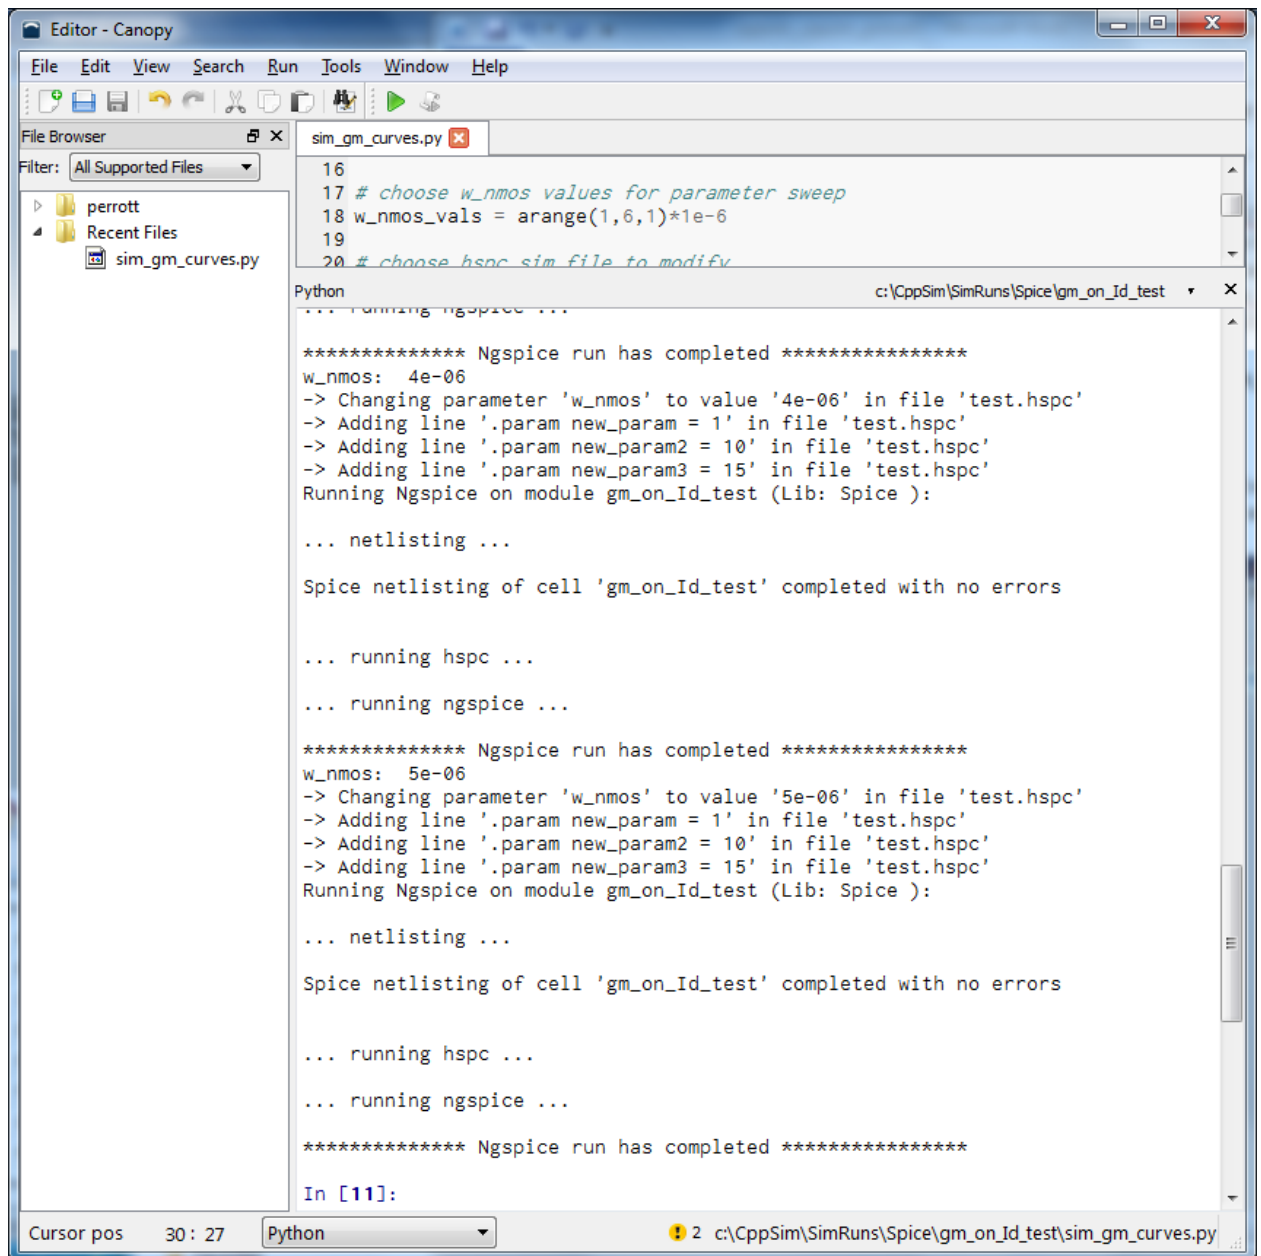 Editor - Canopy
File Edit View Search Run Tools Window Help
File Browser
Filter: All Supported Files
perrott
Recent Files
sim_gm_curves.py
sim_gm_curves.py
16
17 # choose w_nmos values for parameter sweep
18 w_nmos_vals = arange(1,6,1)*1e-6
19
20 # choose hspc sim file to modify
Python c:\CppSim\SimRuns\Spice\gm_on_Id_test
... running ngspice ...
************** Ngspice run has completed ****************
w_nmos:  4e-06
-> Changing parameter 'w_nmos' to value '4e-06' in file 'test.hspc'
-> Adding line '.param new_param = 1' in file 'test.hspc'
-> Adding line '.param new_param2 = 10' in file 'test.hspc'
-> Adding line '.param new_param3 = 15' in file 'test.hspc'
Running Ngspice on module gm_on_Id_test (Lib: Spice ):
... netlisting ...
Spice netlisting of cell 'gm_on_Id_test' completed with no errors
... running hspc ...
... running ngspice ...
************** Ngspice run has completed ****************
w_nmos:  5e-06
-> Changing parameter 'w_nmos' to value '5e-06' in file 'test.hspc'
-> Adding line '.param new_param = 1' in file 'test.hspc'
-> Adding line '.param new_param2 = 10' in file 'test.hspc'
-> Adding line '.param new_param3 = 15' in file 'test.hspc'
Running Ngspice on module gm_on_Id_test (Lib: Spice ):
... netlisting ...
Spice netlisting of cell 'gm_on_Id_test' completed with no errors
... running hspc ...
... running ngspice ...
************** Ngspice run has completed ****************
In [11]:
Cursor pos 30 : 27 Python 2 c:\CppSim\SimRuns\Spice\gm_on_Id_test\sim_gm_curves.py